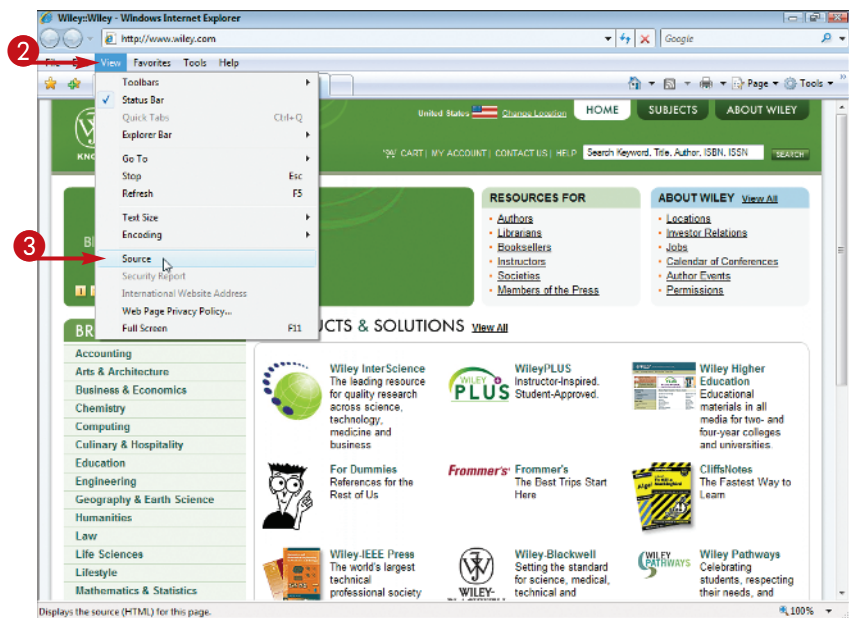 Wiley::Wiley - Windows Internet Explorer
http://www.wiley.com
Google
2
File
View Favorites Tools Help
Page Tools
Toolbars
Status Bar
Quick Tabs Ctrl+Q
Explorer Bar
Go To
Stop Esc
Refresh F5
Text Size
Encoding
3
Source
Security Report
International Website Address
Web Page Privacy Policy...
Full Screen F11
United States Change Location HOME SUBJECTS ABOUT WILEY
CART | MY ACCOUNT | CONTACT US | HELP Search Keyword, Title, Author, ISBN, ISSN SEARCH
RESOURCES FOR
Authors
Librarians
Booksellers
Instructors
Societies
Members of the Press
ABOUT WILEY View All
Locations
Investor Relations
Jobs
Calendar of Conferences
Author Events
Permissions
& SOLUTIONS View All
Accounting
Arts & Architecture
Business & Economics
Chemistry
Computing
Culinary & Hospitality
Education
Engineering
Geography & Earth Science
Humanities
Law
Life Sciences
Lifestyle
Mathematics & Statistics
Wiley InterScience
The leading resource
for quality research
across science,
technology,
medicine and
business
WILEY
PLUS
WileyPLUS
Instructor-Inspired.
Student-Approved.
Wiley Higher
Education
Educational
materials in all
media for two- and
four-year colleges
and universities.
For Dummies
References for the
Rest of Us
Frommer's
Frommer's
The Best Trips Start
Here
CliffsNotes
The Fastest Way to
Learn
Wiley-IEEE Press
The world's largest
technical
professional society
WILEY-
Wiley-Blackwell
Setting the standard
for science, medical,
technical and
WILEY
PATHWAYS
Wiley Pathways
Celebrating
students, respecting
their needs, and
Displays the source (HTML) for this page.
100%